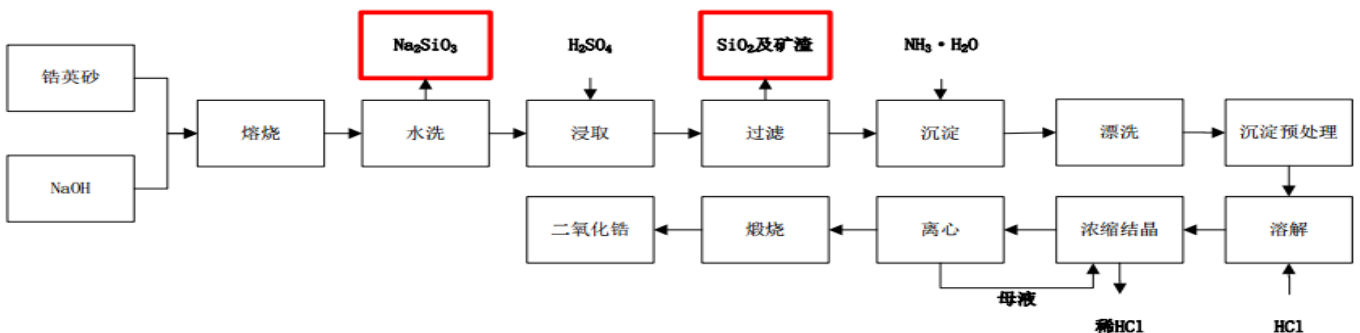 Na₂SiO₃
H₂SO₄
SiO₂及矿渣
NH₃·H₂O
锆英砂
熔烧
水洗
浸取
过滤
沉淀
漂洗
沉淀预处理
NaOH
二氧化锆
煅烧
离心
浓缩结晶
溶解
母液
稀HCl
HCl